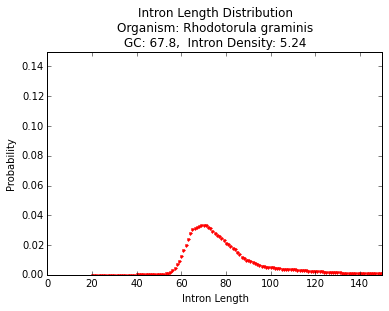 Intron Length Distribution
Organism: Rhodotorula graminis
GC: 67.8,  Intron Density: 5.24
0.14
0.12
0.10
0.08
0.06
0.04
0.02
0.00
Probability
0 20 40 60 80 100 120 140
Intron Length